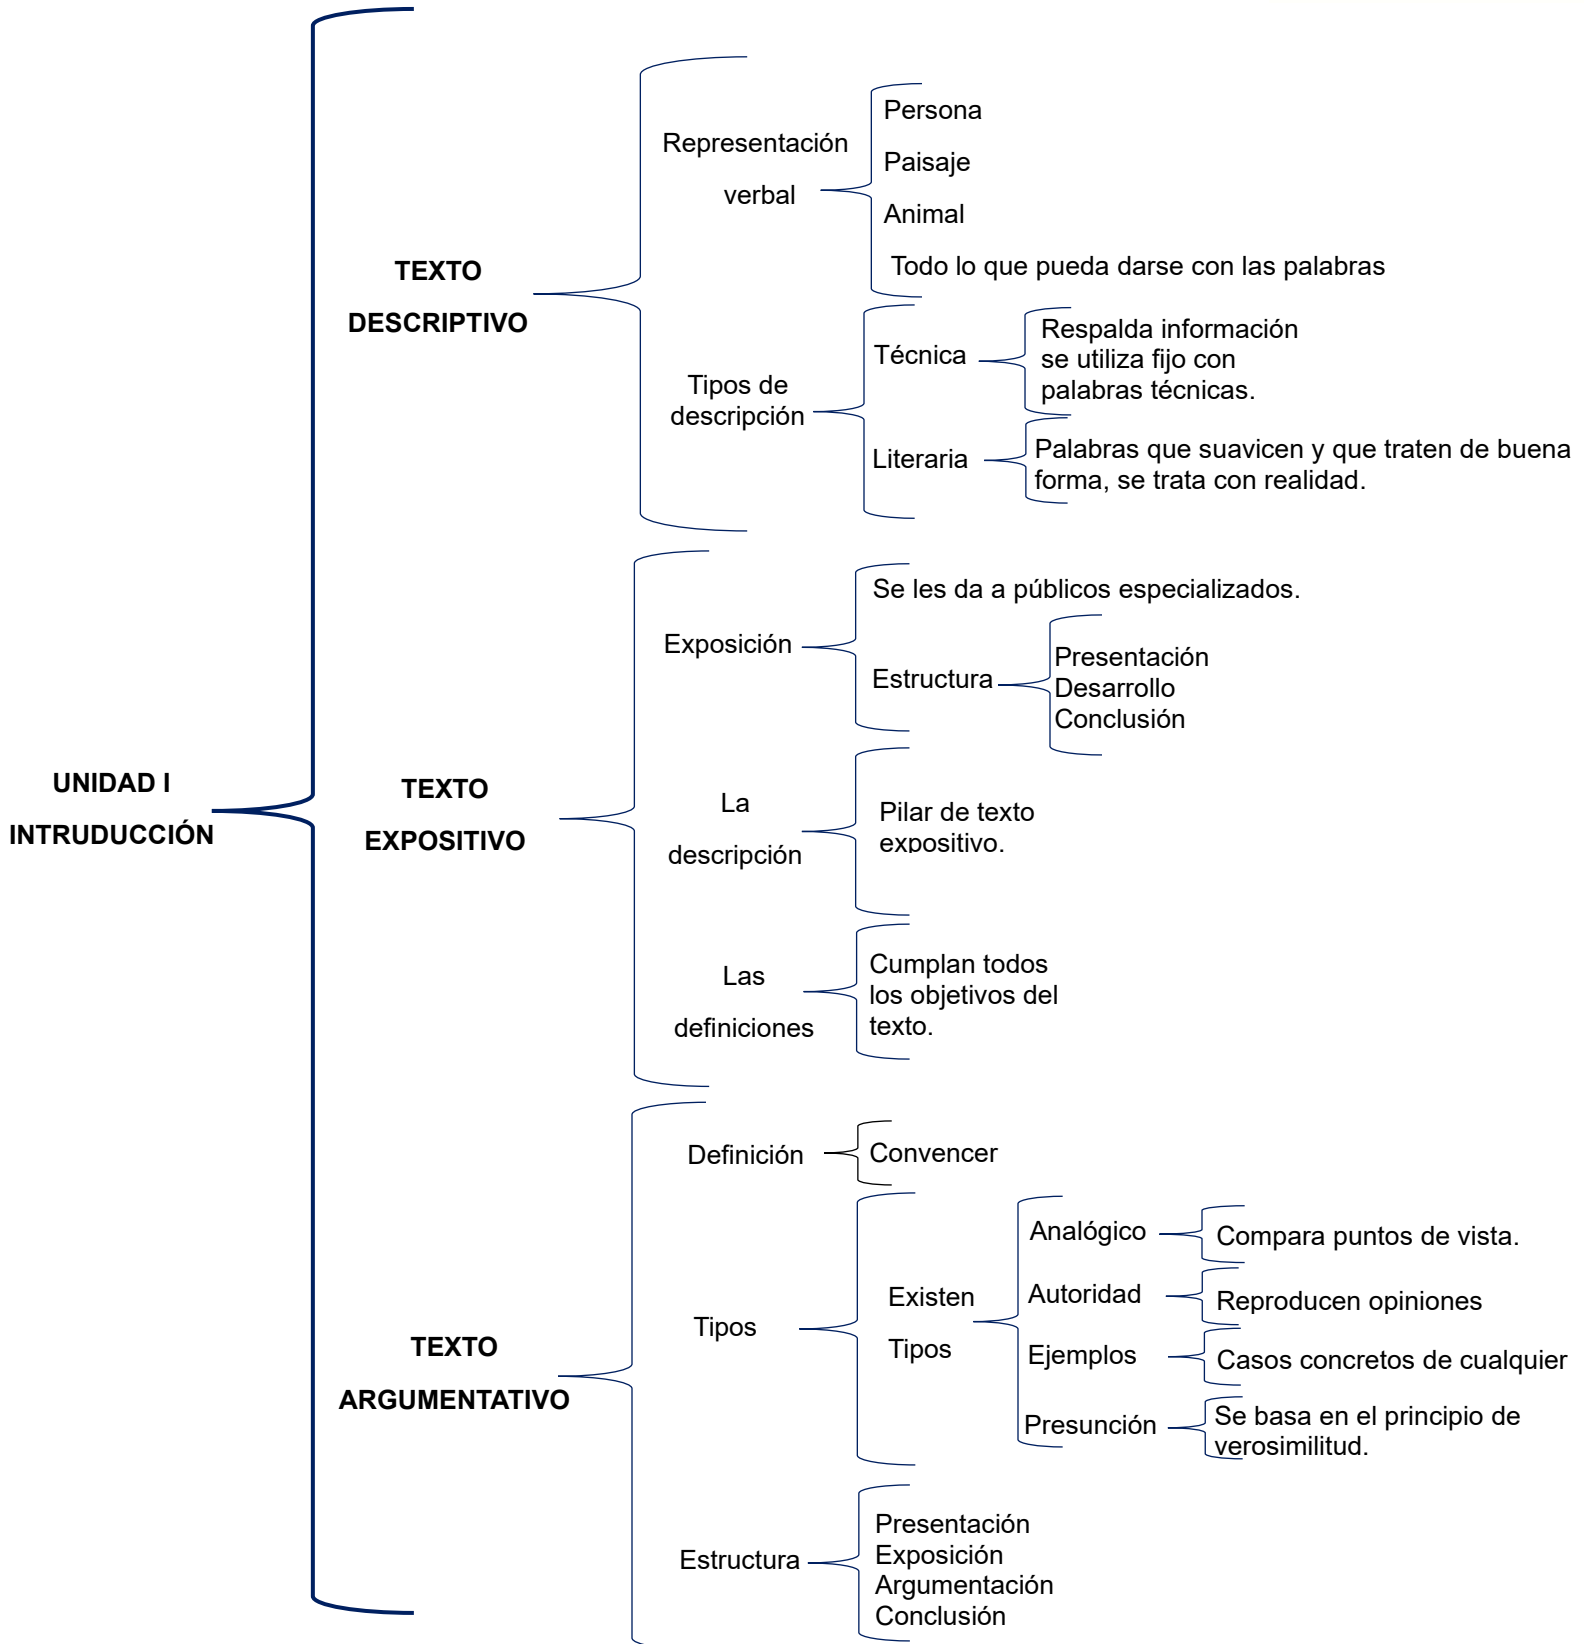 UNIDAD I
INTRUDUCCIÓN
TEXTO
DESCRIPTIVO
Representación
verbal
Persona
Paisaje
Animal
Todo lo que pueda darse con las palabras
Tipos de
descripción
Técnica
Respalda información
se utiliza fijo con
palabras técnicas.
Literaria
Palabras que suavicen y que traten de buena
forma, se trata con realidad.
TEXTO
EXPOSITIVO
Exposición
Se les da a públicos especializados.
Estructura
Presentación
Desarrollo
Conclusión
La
descripción
Pilar de texto
expositivo.
Las
definiciones
Cumplan todos
los objetivos del
texto.
TEXTO
ARGUMENTATIVO
Definición
Convencer
Tipos
Existen
Tipos
Analógico
Compara puntos de vista.
Autoridad
Reproducen opiniones
Ejemplos
Casos concretos de cualquier
Presunción
Se basa en el principio de
verosimilitud.
Estructura
Presentación
Exposición
Argumentación
Conclusión